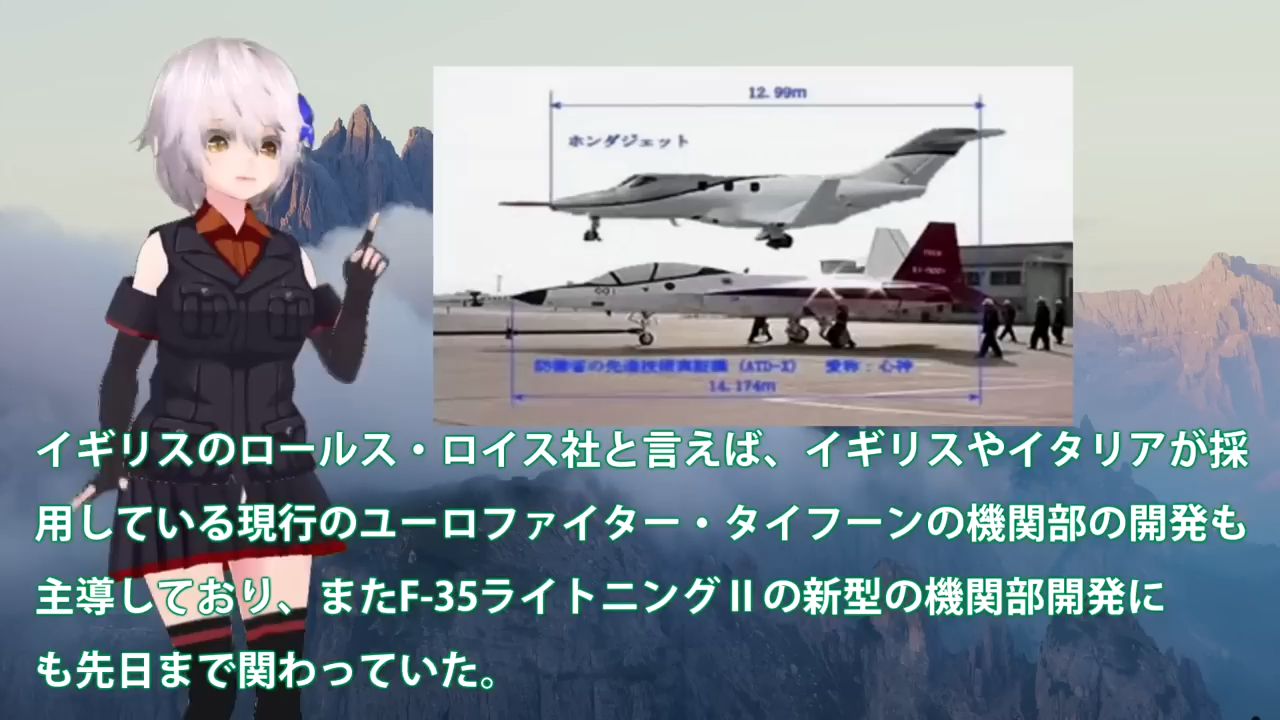 12.99m
ホンダジェット
001
防衛省の先進技術実証機 (ATD-X) 愛称：心神
14.174m
イギリスのロールス・ロイス社と言えば、イギリスやイタリアが採
用している現行のユーロファイター・タイフーンの機関部の開発も
主導しており、またF-35ライトニングⅡの新型の機関部開発に
も先日まで関わっていた。